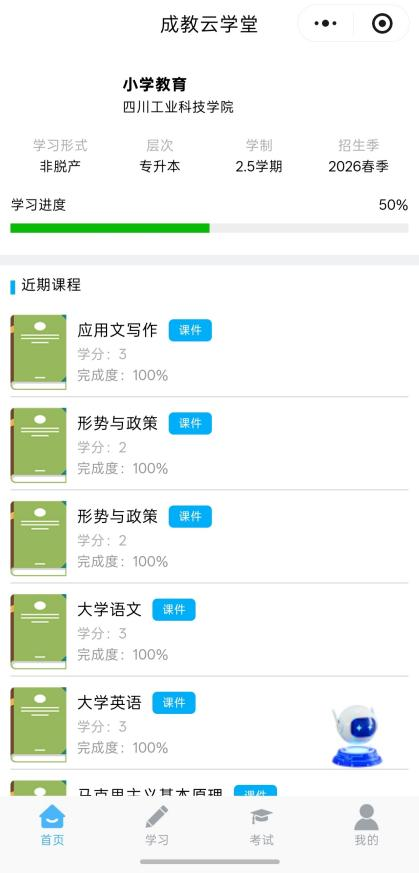 成教云学堂
小学教育
四川工业科技学院
学习形式 层次 学制 招生季
非脱产 专升本 2.5学期 2026春季
学习进度 50%
近期课程
应用文写作 课件
学分：3
完成度：100%
形势与政策 课件
学分：2
完成度：100%
形势与政策 课件
学分：2
完成度：100%
大学语文 课件
学分：3
完成度：100%
大学英语 课件
学分：3
完成度：100%
马克思主义基本原理 课件
首页 学习 考试 我的